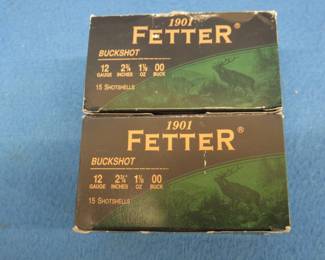 1901
FETTER®
BUCKSHOT
12 2¾ 1⅛ 00
GAUGE INCHES OZ BUCK
15 SHOTSHELLS
1901
FETTER®
BUCKSHOT
12 2¾" 1⅛ 00
GAUGE INCHES OZ BUCK
15 SHOTSHELLS